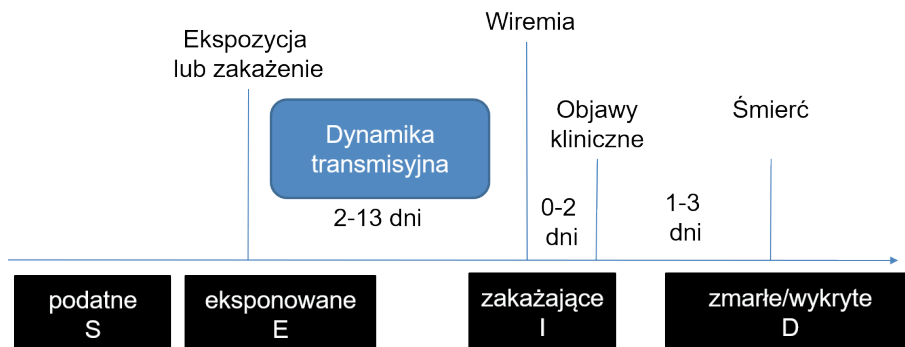 Wiremia
Ekspozycja
lub zakażenie
Dynamika
transmisyjna
Objawy
kliniczne
Śmierć
2-13 dni
0-2
dni
1-3
dni
podatne
S
eksponowane
E
zakażające
I
zmarłe/wykryte
D